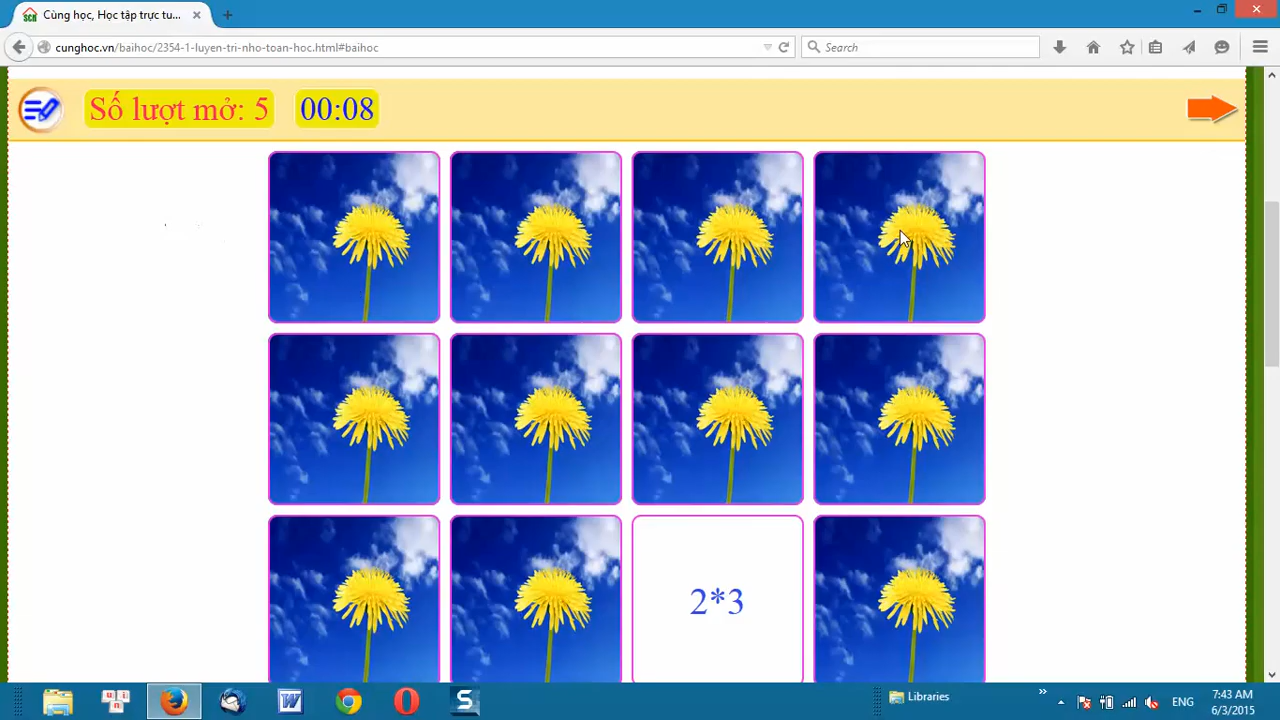 Cùng học, Học tập trực tu...
cunghoc.vn/baihoc/2354-1-luyen-tri-nho-toan-hoc.html#baihoc
Search
Số lượt mở: 5
00:08
2*3
Libraries
ENG
7:43 AM
6/3/2015